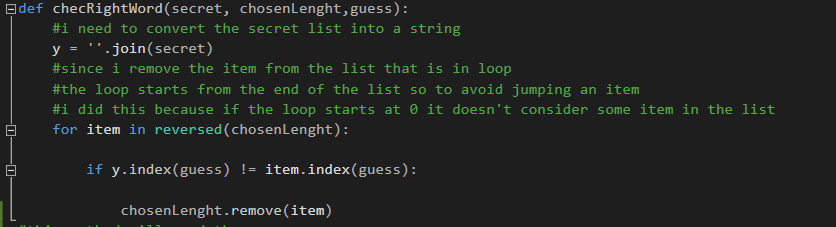 def checRightWord(secret, chosenLenght,guess):
#i need to convert the secret list into a string
y = ''.join(secret)
#since i remove the item from the list that is in loop
#the loop starts from the end of the list so to avoid jumping an item
#i did this because if the loop starts at 0 it doesn't consider some item in the list
for item in reversed(chosenLenght):
if y.index(guess) != item.index(guess):
chosenLenght.remove(item)